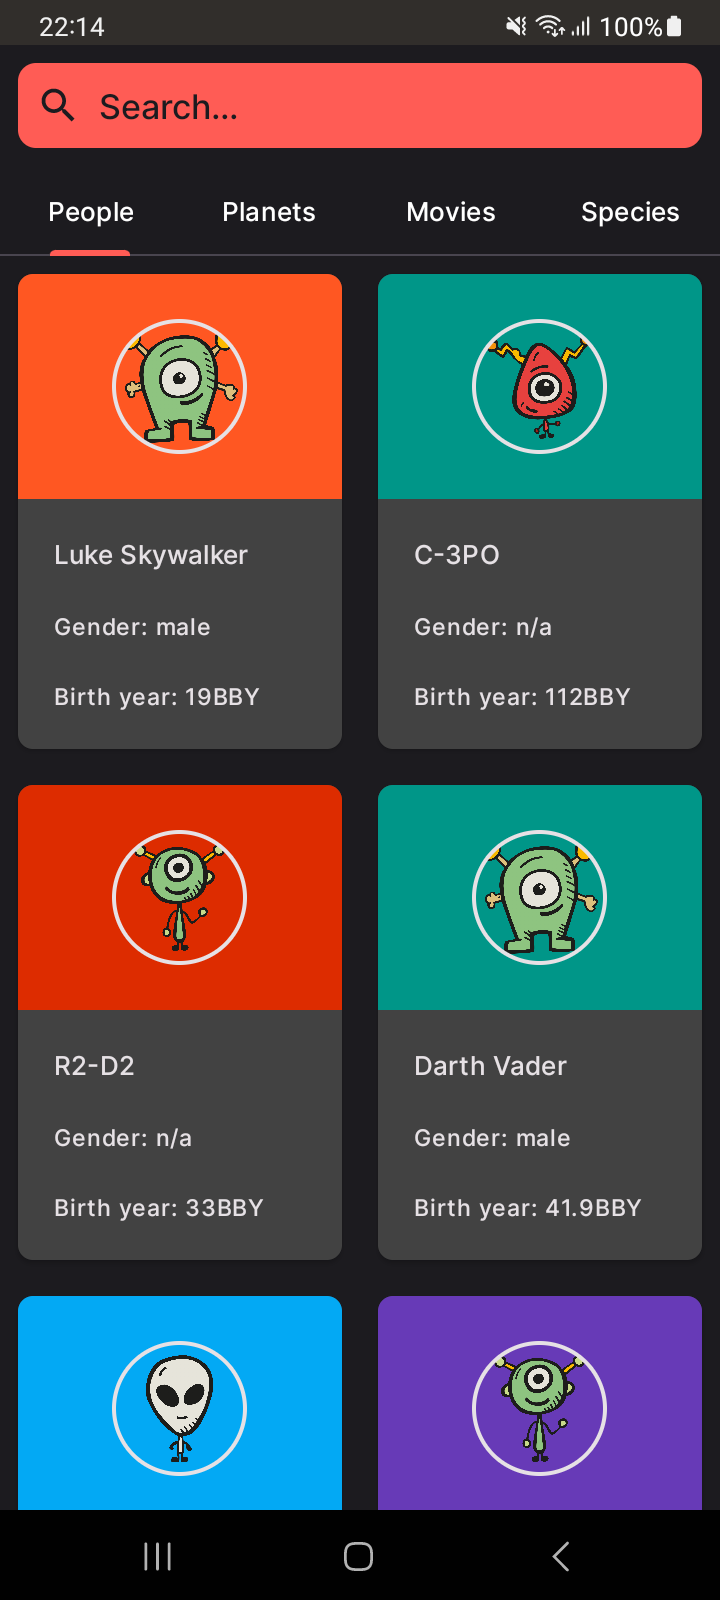 22:14
100%
Search...
People
Planets
Movies
Species
Luke Skywalker
Gender: male
Birth year: 19BBY
C-3PO
Gender: n/a
Birth year: 112BBY
R2-D2
Gender: n/a
Birth year: 33BBY
Darth Vader
Gender: male
Birth year: 41.9BBY